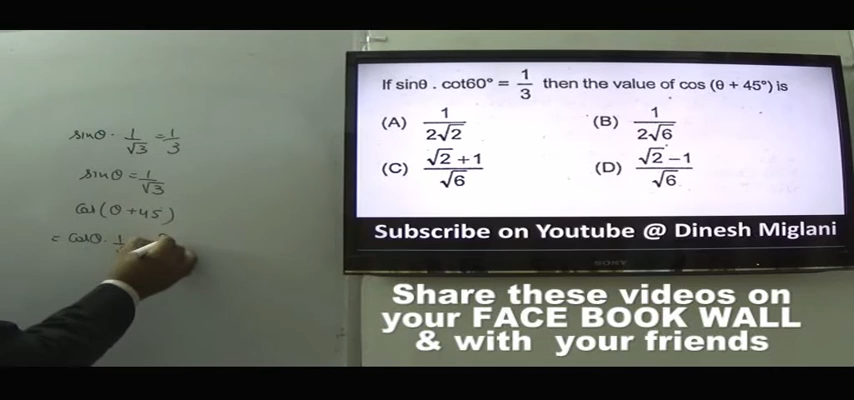 sinθ · 1/√3 = 1/3
sinθ = 1/√3
Cos(θ + 45)
= Cosθ · 1
If sinθ . cot60° = 1/3 then the value of cos (θ + 45°) is
(A) 1/2√2 (B) 1/2√6
(C) √2 + 1/√6 (D) √2 – 1/√6
Subscribe on Youtube @ Dinesh Miglani
SONY
Share these videos on
your FACE BOOK WALL
& with your friends